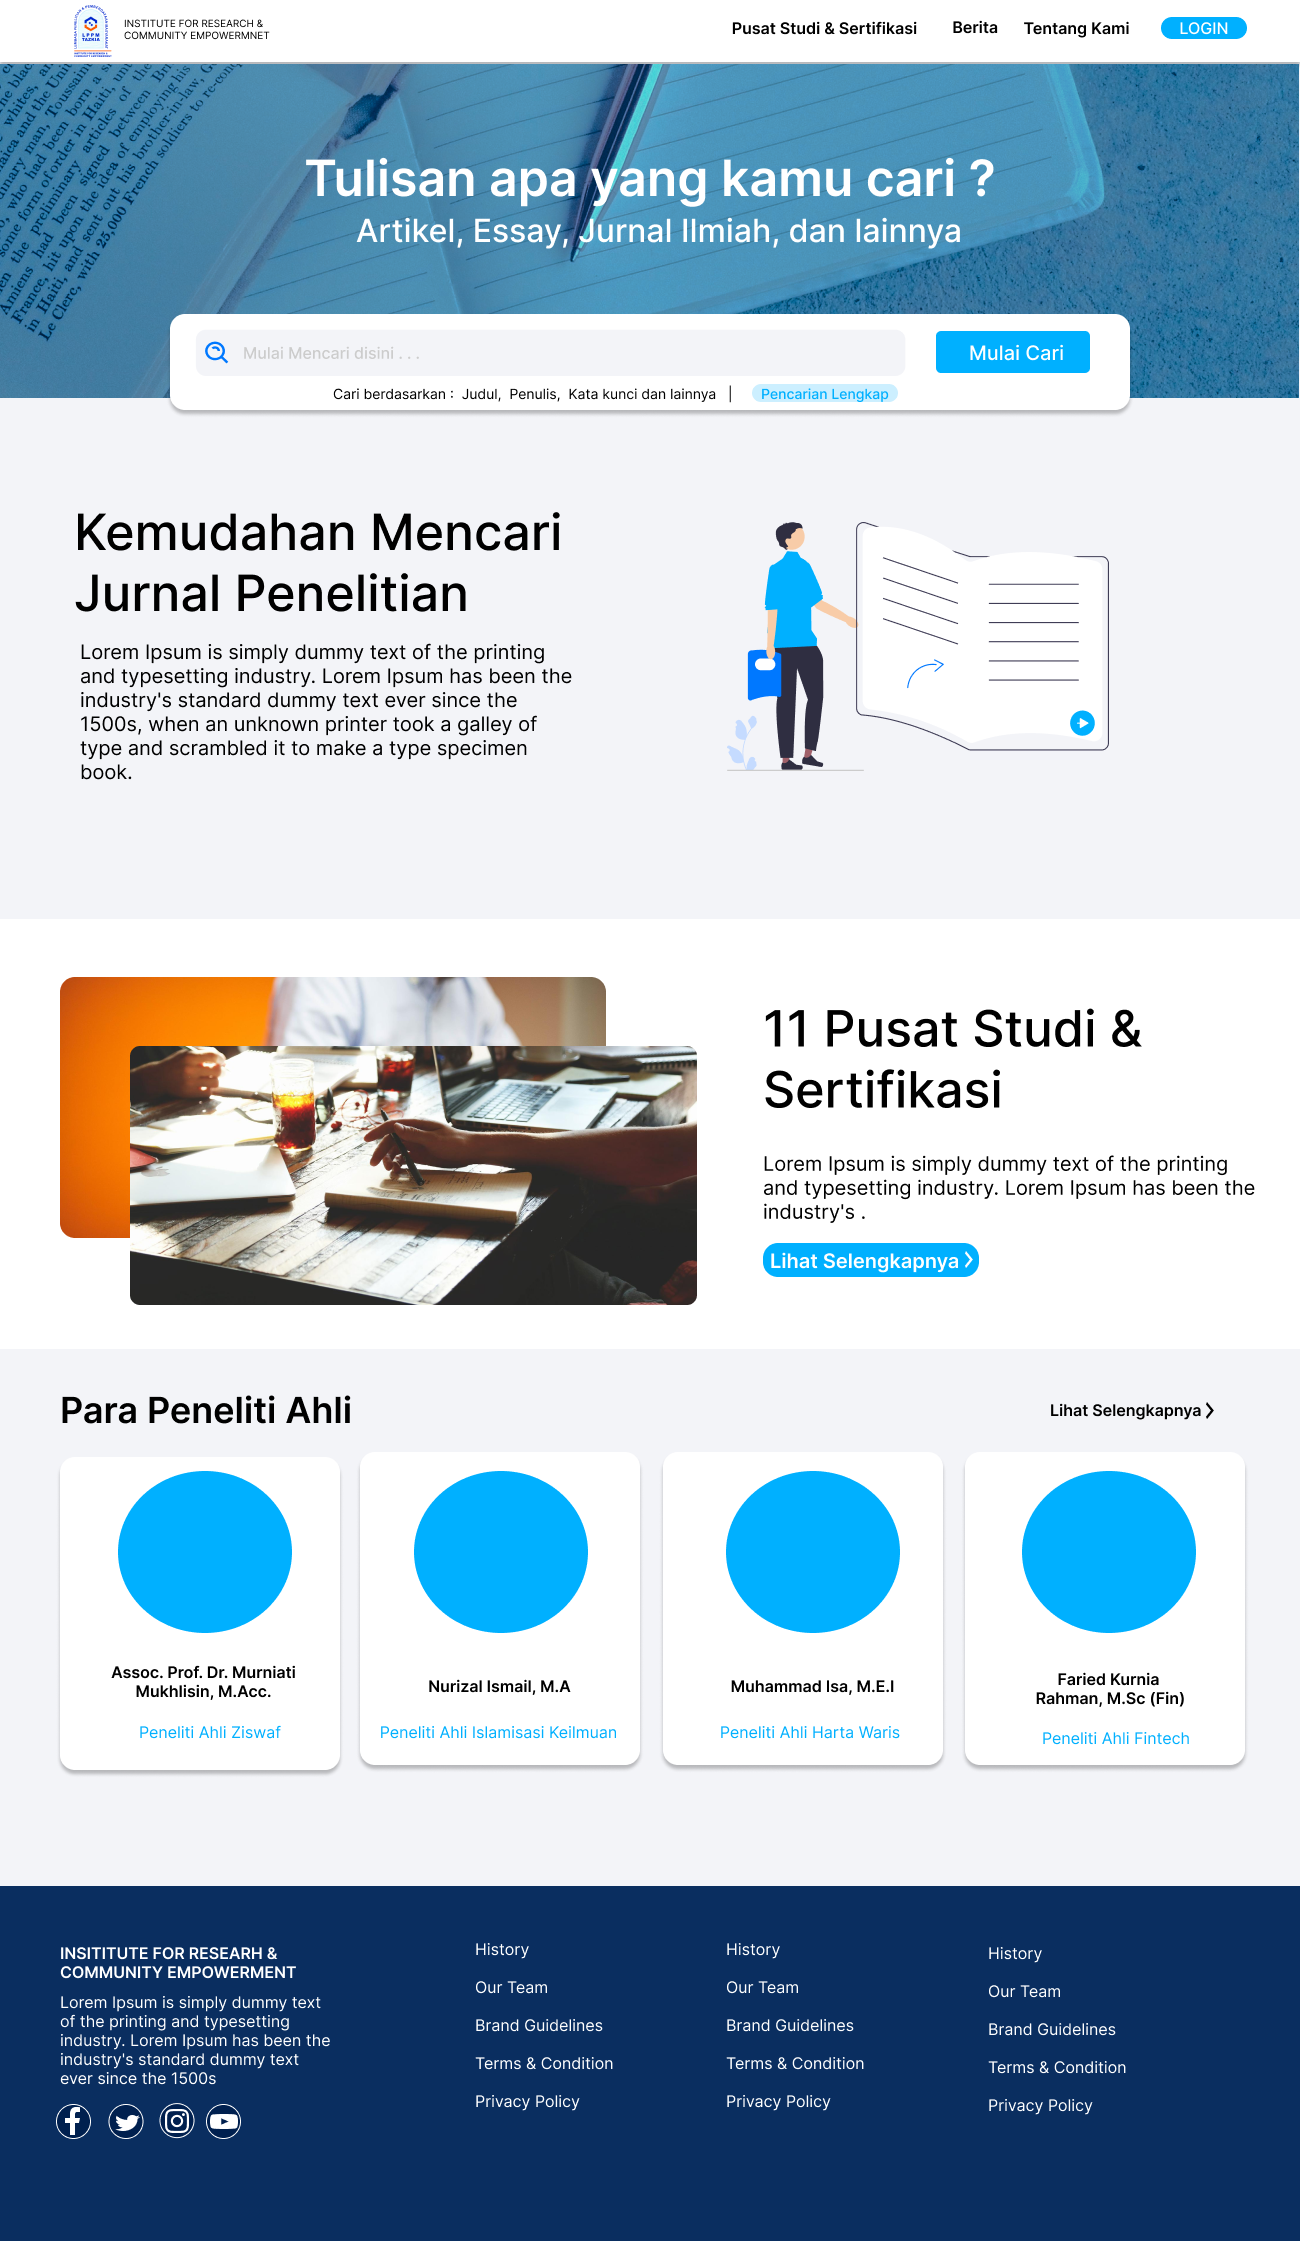 LPPM
TAZKIA
INSTITUTE FOR RESEARCH &
COMMUNITY EMPOWERMNET
Pusat Studi & Sertifikasi
Berita
Tentang Kami
LOGIN
Tulisan apa yang kamu cari ?
Artikel, Essay, Jurnal Ilmiah, dan lainnya
Mulai Mencari disini . . .
Mulai Cari
Cari berdasarkan : Judul, Penulis, Kata kunci dan lainnya |
Pencarian Lengkap
Kemudahan Mencari
Jurnal Penelitian
Lorem Ipsum is simply dummy text of the printing
and typesetting industry. Lorem Ipsum has been the
industry's standard dummy text ever since the
1500s, when an unknown printer took a galley of
type and scrambled it to make a type specimen
book.
11 Pusat Studi &
Sertifikasi
Lorem Ipsum is simply dummy text of the printing
and typesetting industry. Lorem Ipsum has been the
industry's .
Lihat Selengkapnya
Para Peneliti Ahli
Lihat Selengkapnya
Assoc. Prof. Dr. Murniati
Mukhlisin, M.Acc.
Peneliti Ahli Ziswaf
Nurizal Ismail, M.A
Peneliti Ahli Islamisasi Keilmuan
Muhammad Isa, M.E.I
Peneliti Ahli Harta Waris
Faried Kurnia
Rahman, M.Sc (Fin)
Peneliti Ahli Fintech
INSITITUTE FOR RESEARH &
COMMUNITY EMPOWERMENT
Lorem Ipsum is simply dummy text
of the printing and typesetting
industry. Lorem Ipsum has been the
industry's standard dummy text
ever since the 1500s
History
Our Team
Brand Guidelines
Terms & Condition
Privacy Policy
History
Our Team
Brand Guidelines
Terms & Condition
Privacy Policy
History
Our Team
Brand Guidelines
Terms & Condition
Privacy Policy